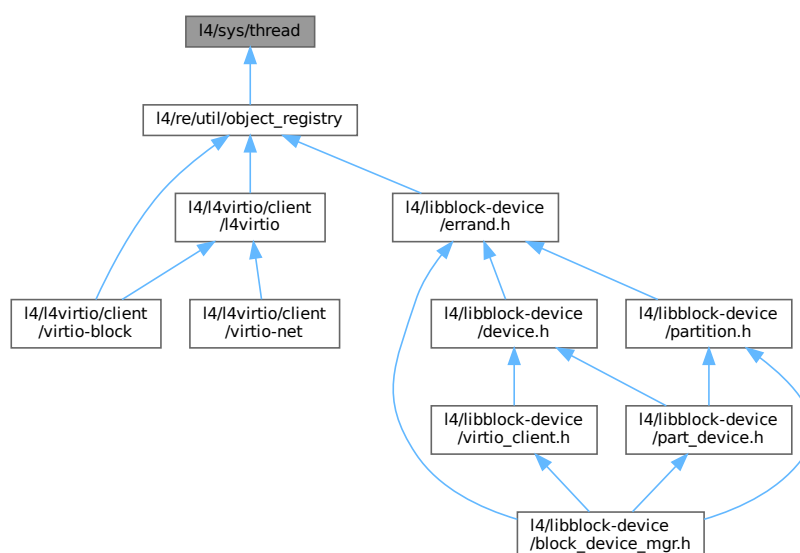 l4/sys/thread
l4/re/util/object_registry
l4/l4virtio/client
/l4virtio
l4/libblock-device
/errand.h
l4/l4virtio/client
/virtio-block
l4/l4virtio/client
/virtio-net
l4/libblock-device
/device.h
l4/libblock-device
/partition.h
l4/libblock-device
/virtio_client.h
l4/libblock-device
/part_device.h
l4/libblock-device
/block_device_mgr.h